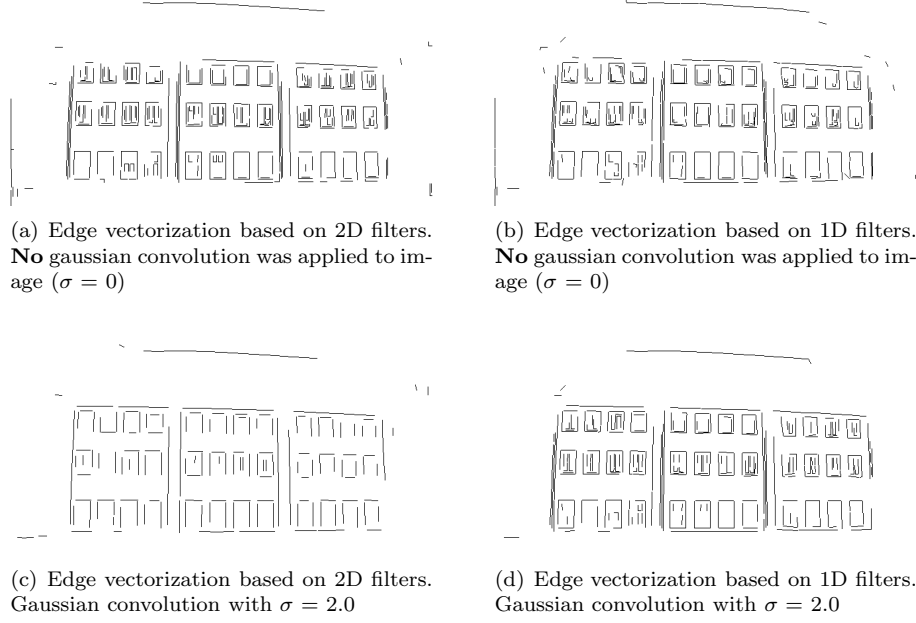 (a) Edge vectorization based on 2D filters.
No gaussian convolution was applied to im-
age (σ = 0)
(b) Edge vectorization based on 1D filters.
No gaussian convolution was applied to im-
age (σ = 0)
(c) Edge vectorization based on 2D filters.
Gaussian convolution with σ = 2.0
(d) Edge vectorization based on 1D filters.
Gaussian convolution with σ = 2.0